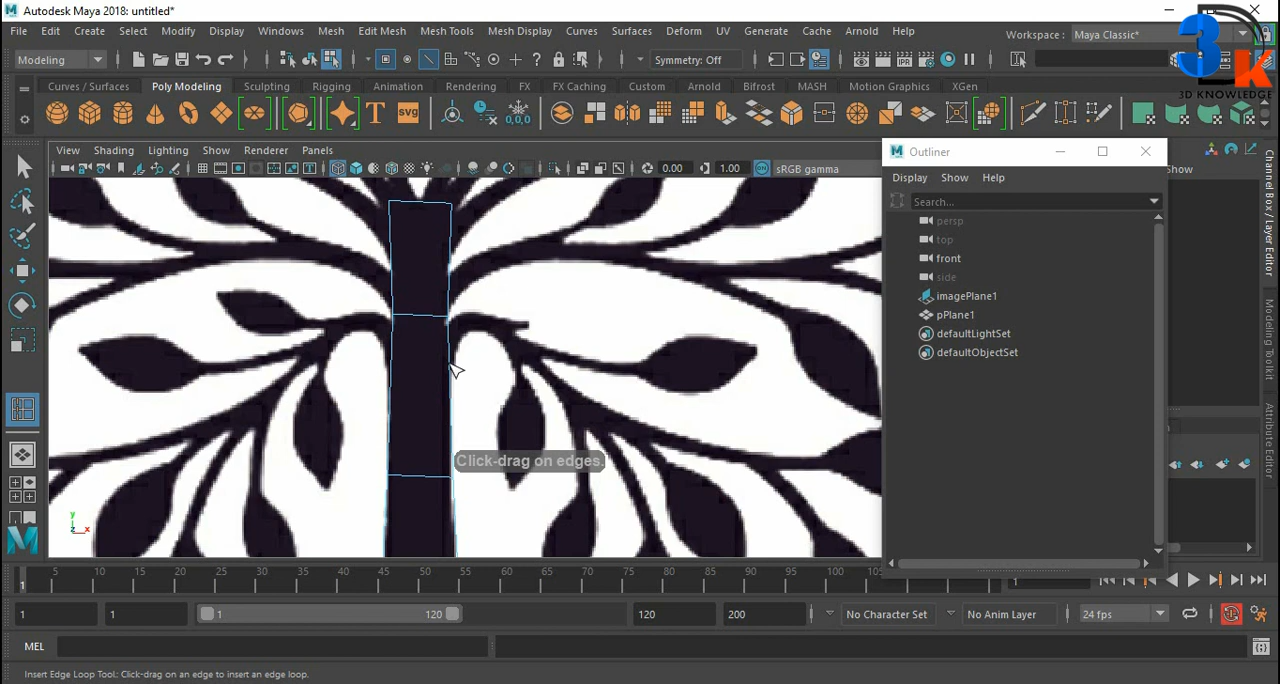 Autodesk Maya 2018: untitled*
File Edit Create Select Modify Display Windows Mesh Edit Mesh Mesh Tools Mesh Display Curves Surfaces Deform UV Generate Cache Arnold Help
Workspace : Maya Classic*
Modeling
Symmetry: Off
IPR
3D KNOWLEDGE
Curves / Surfaces Poly Modeling Sculpting Rigging Animation Rendering FX FX Caching Custom Arnold Bifrost MASH Motion Graphics XGen
T SVG 0,0,0
View Shading Lighting Show Renderer Panels
0.00 1.00 sRGB gamma
Outliner
Display Show Help
Search...
persp
top
front
side
imagePlane1
pPlane1
defaultLightSet
defaultObjectSet
Show
Channel Box / Layer Editor
Modeling Toolkit
Attribute Editor
Click-drag on edges.
y
z x
5 10 15 20 25 30 35 40 45 50 55 60 65 70 75 80 85 90 95 100
1
1
1 1 1 120 120 200 No Character Set No Anim Layer 24 fps
MEL
Insert Edge Loop Tool: Click-drag on an edge to insert an edge loop.